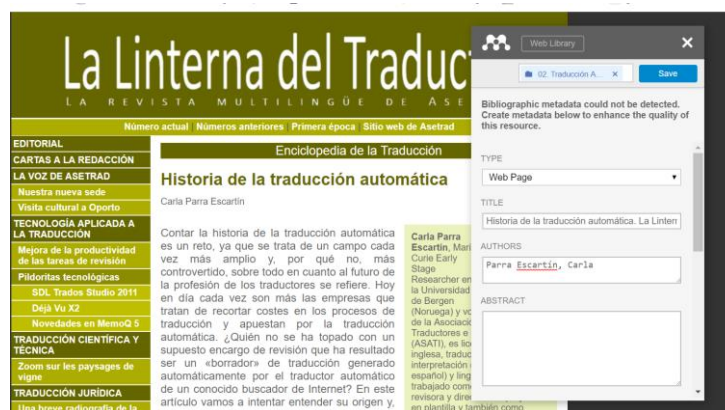 La Linterna del Traduc
LA REVISTA MULTILINGÜE DE ASE
Número actual Números anteriores Primera época Sitio web de Asetrad
EDITORIAL
CARTAS A LA REDACCIÓN
LA VOZ DE ASETRAD
Nuestra nueva sede
Visita cultural a Oporto
TECNOLOGÍA APLICADA A
LA TRADUCCIÓN
Mejora de la productividad
de las tareas de revisión
Pildoritas tecnológicas
SDL Trados Studio 2011
Déjà Vu X2
Novedades en MemoQ 5
TRADUCCIÓN CIENTÍFICA Y
TÉCNICA
Zoom sur les paysages de
vigne
TRADUCCIÓN JURÍDICA
Una breve radiografía de la
Enciclopedia de la Traducción
Historia de la traducción automática
Carla Parra Escartín
Contar la historia de la traducción automática
es un reto, ya que se trata de un campo cada
vez más amplio y, por qué no, más
controvertido, sobre todo en cuanto al futuro de
la profesión de los traductores se refiere. Hoy
en día cada vez son más las empresas que
tratan de recortar costes en los procesos de
traducción y apuestan por la traducción
automática. ¿Quién no se ha topado con un
supuesto encargo de revisión que ha resultado
ser un «borrador» de traducción generado
automáticamente por el traductor automático
de un conocido buscador de Internet? En este
artículo vamos a intentar entender su origen y,
Carla Parra
Escartín, Mari
Curie Early
Stage
Researcher en
la Universidad
de Bergen
(Noruega) y vo
de la Asociació
Traductores e
(ASATI), es lic
inglesa, traduc
interpretación (
español) y ling
trabajado como
revisora y direc
en plantilla y también como
Web Library
02. Traducción A...
Save
Bibliographic metadata could not be detected.
Create metadata below to enhance the quality of
this resource.
TYPE
Web Page
TITLE
Historia de la traducción automática. La Lintern
AUTHORS
Parra Escartín, Carla
ABSTRACT